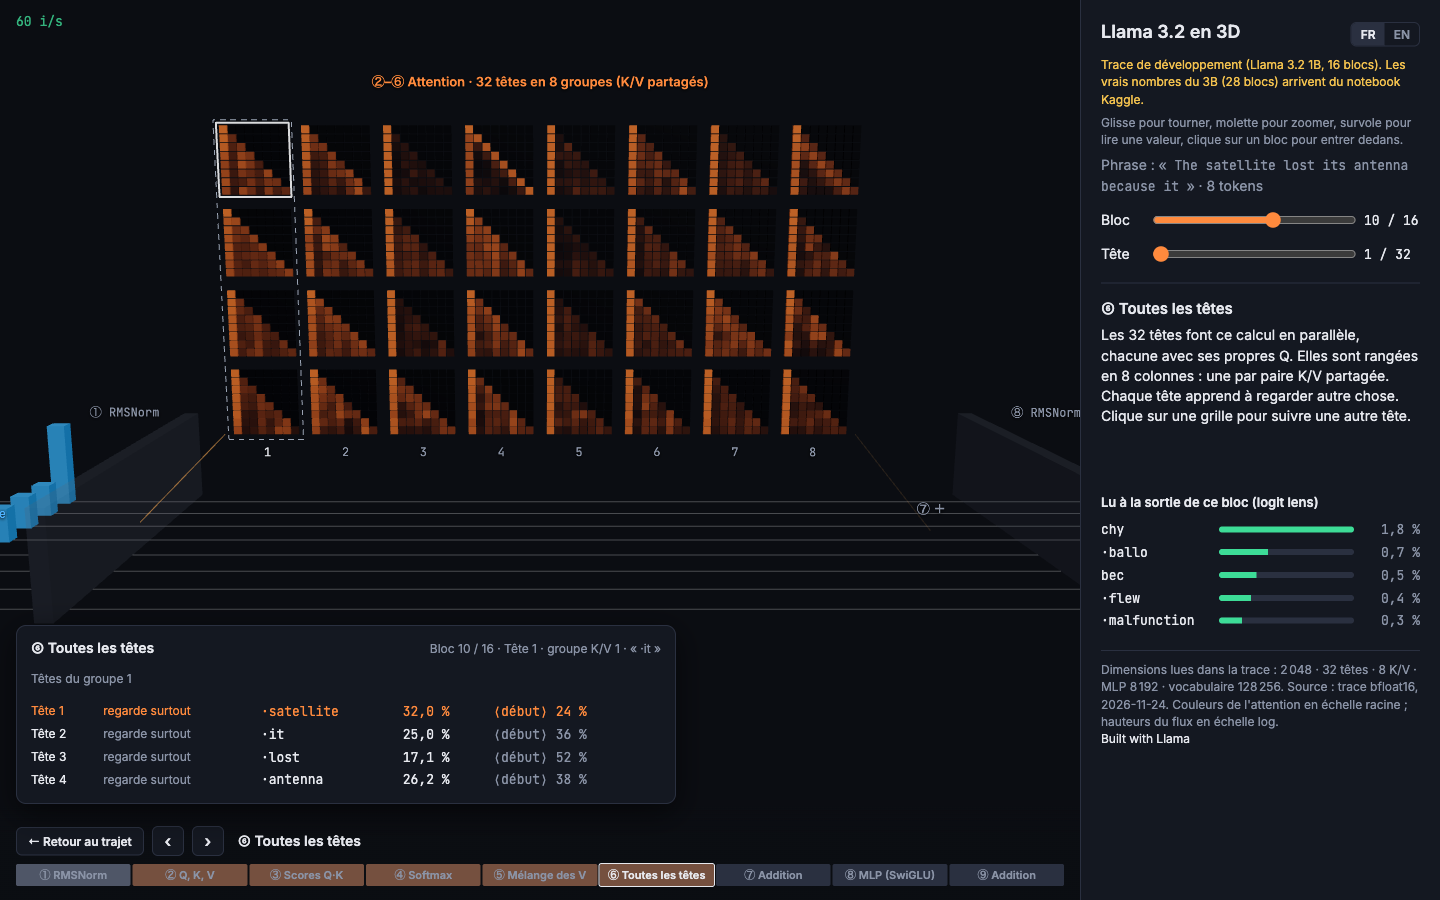 60 i/s
②–⑥ Attention · 32 têtes en 8 groupes (K/V partagés)
① RMSNorm
⑧ RMSNorm
1 2 3 4 5 6 7 8
⑦ +
e
⑥ Toutes les têtes
Bloc 10 / 16 · Tête 1 · groupe K/V 1 · « ·it »
Têtes du groupe 1
Tête 1 regarde surtout ·satellite 32,0 % ⟨début⟩ 24 %
Tête 2 regarde surtout ·it 25,0 % ⟨début⟩ 36 %
Tête 3 regarde surtout ·lost 17,1 % ⟨début⟩ 52 %
Tête 4 regarde surtout ·antenna 26,2 % ⟨début⟩ 38 %
← Retour au trajet ‹ › ⑥ Toutes les têtes
① RMSNorm ② Q, K, V ③ Scores Q·K ④ Softmax ⑤ Mélange des V ⑥ Toutes les têtes ⑦ Addition ⑧ MLP (SwiGLU) ⑨ Addition
Llama 3.2 en 3D
FR EN
Trace de développement (Llama 3.2 1B, 16 blocs). Les
vrais nombres du 3B (28 blocs) arrivent du notebook
Kaggle.
Glisse pour tourner, molette pour zoomer, survole pour
lire une valeur, clique sur un bloc pour entrer dedans.
Phrase : « The satellite lost its antenna
because it » · 8 tokens
Bloc 10 / 16
Tête 1 / 32
⑥ Toutes les têtes
Les 32 têtes font ce calcul en parallèle,
chacune avec ses propres Q. Elles sont rangées
en 8 colonnes : une par paire K/V partagée.
Chaque tête apprend à regarder autre chose.
Clique sur une grille pour suivre une autre tête.
Lu à la sortie de ce bloc (logit lens)
chy 1,8 %
·ballo 0,7 %
bec 0,5 %
·flew 0,4 %
·malfunction 0,3 %
Dimensions lues dans la trace : 2 048 · 32 têtes · 8 K/V ·
MLP 8 192 · vocabulaire 128 256. Source : trace bfloat16,
2026-11-24. Couleurs de l'attention en échelle racine ;
hauteurs du flux en échelle log.
Built with Llama